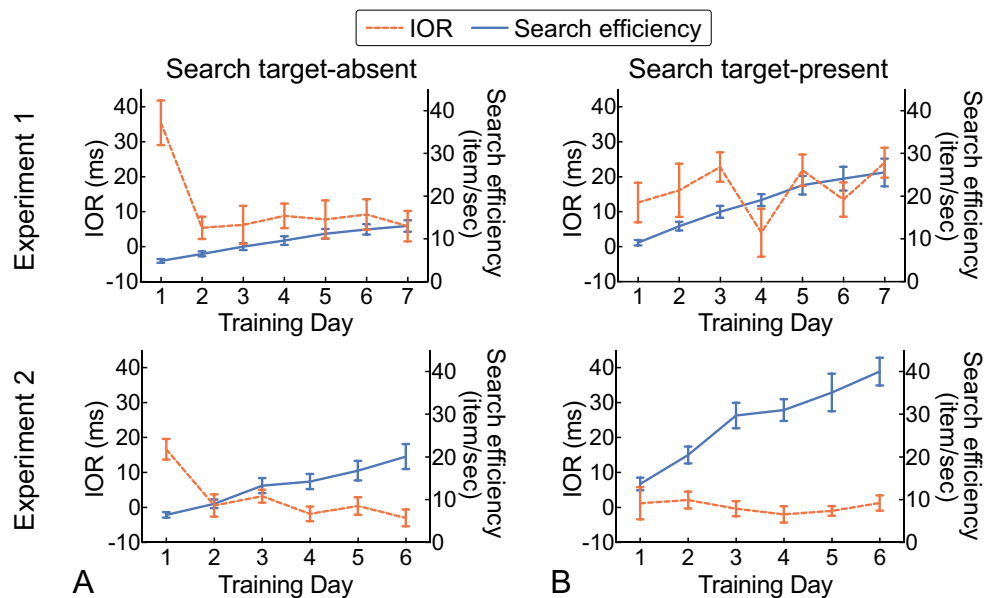 IOR Search efficiency
Search target-absent
Search target-present
Experiment 1
IOR (ms)
40
30
20
10
0
-10
Search efficiency
(item/sec)
40
30
20
10
0
1 2 3 4 5 6 7
Training Day
IOR (ms)
40
30
20
10
0
-10
Search efficiency
(item/sec)
40
30
20
10
0
1 2 3 4 5 6 7
Training Day
Experiment 2
IOR (ms)
40
30
20
10
0
-10
Search efficiency
(item/sec)
40
30
20
10
0
1 2 3 4 5 6
Training Day
A
IOR (ms)
40
30
20
10
0
-10
Search efficiency
(item/sec)
40
30
20
10
0
1 2 3 4 5 6
Training Day
B